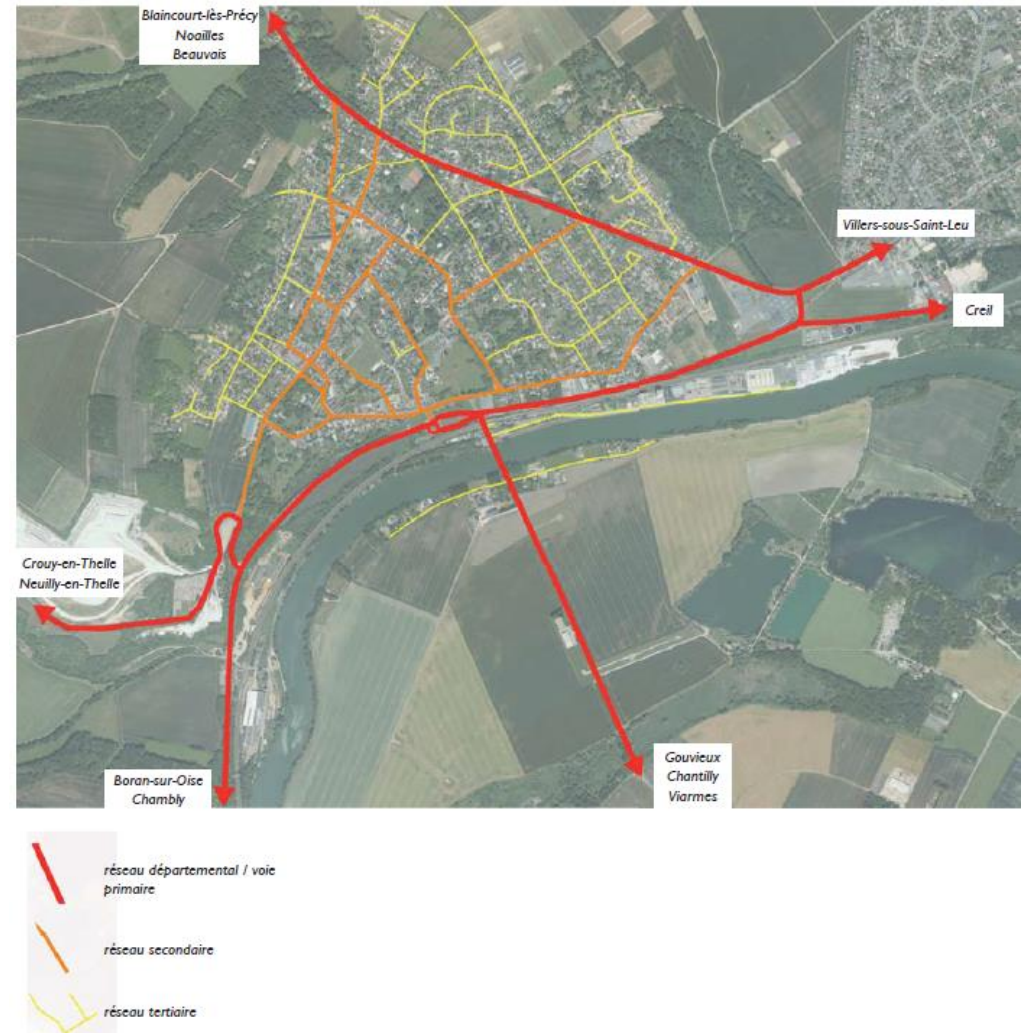 Blaincourt-lès-Précy
Noailles
Beauvais
Villers-sous-Saint-Leu
Creil
Crouy-en-Thelle
Neuilly-en-Thelle
Boran-sur-Oise
Chambly
Gouvieux
Chantilly
Viarmes
réseau départemental / voie
primaire
réseau secondaire
réseau tertiaire